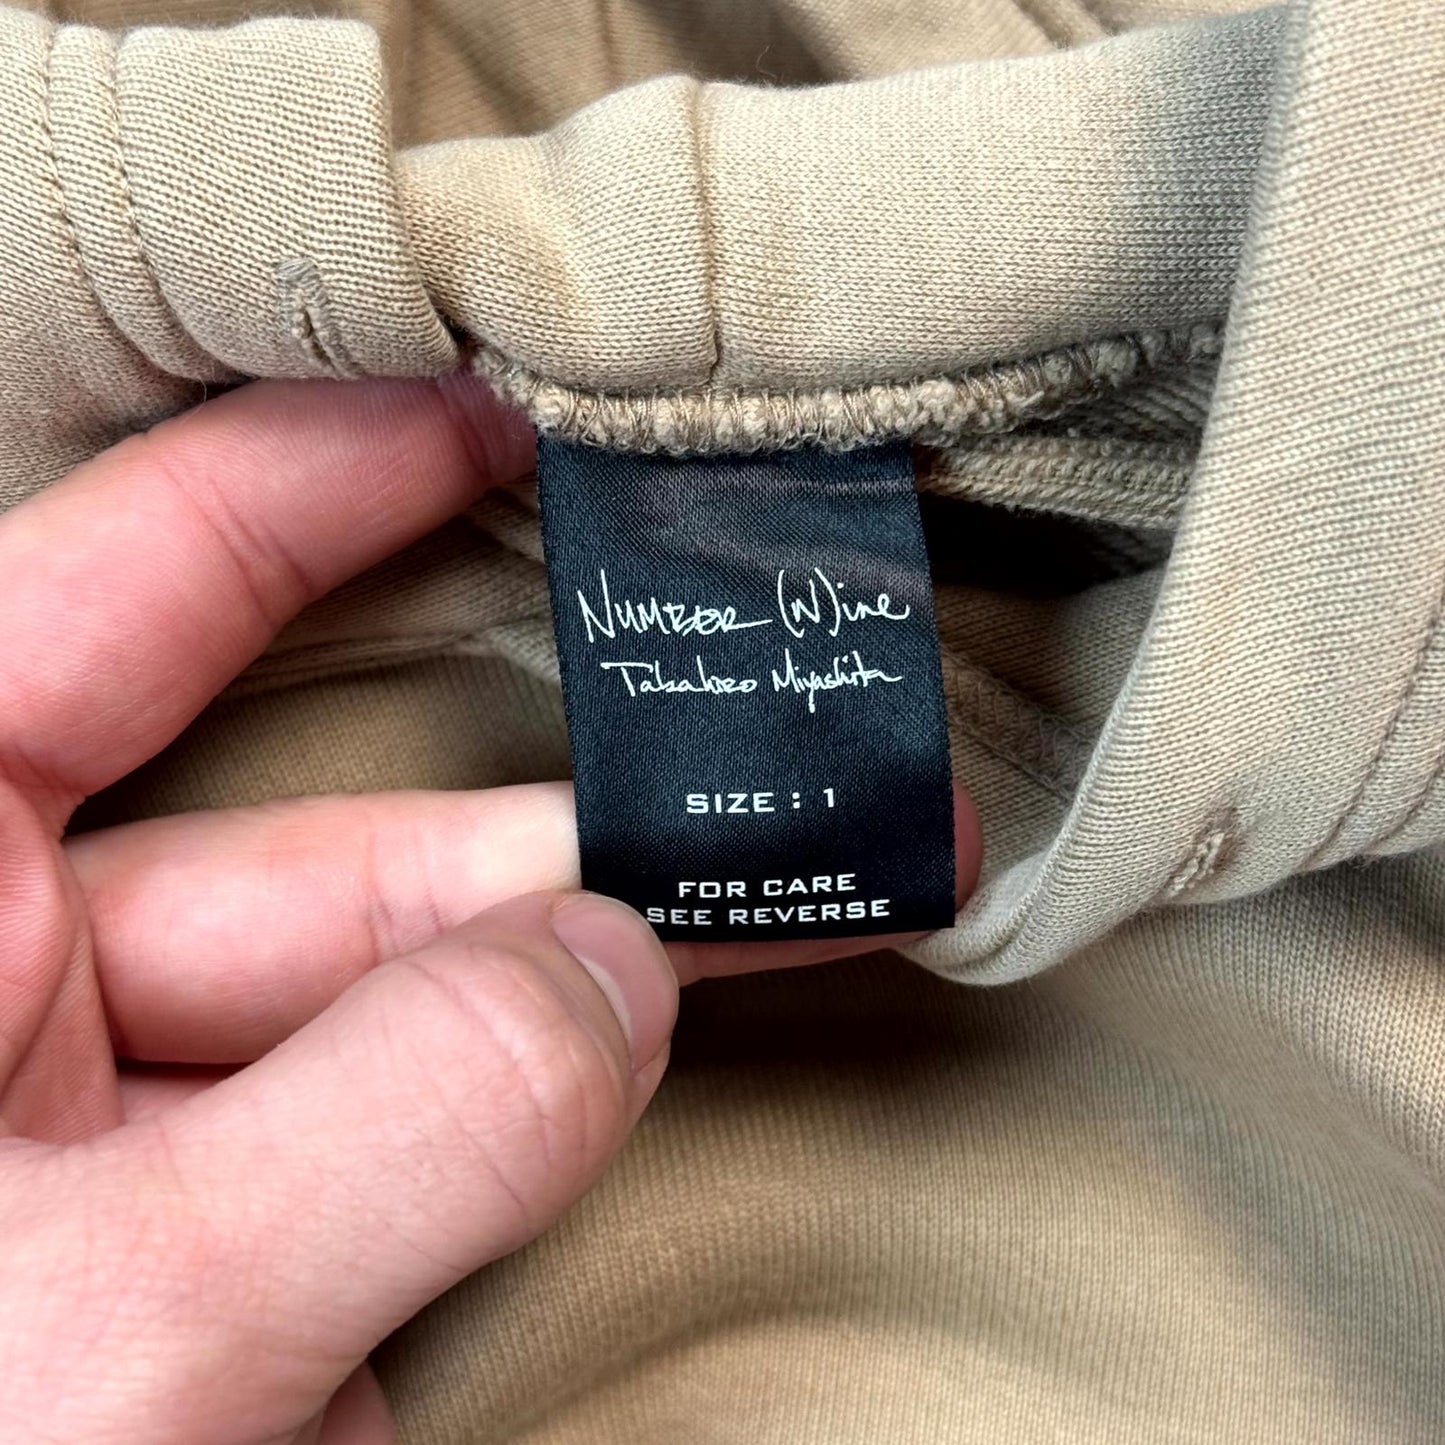 NUMBER (N)ine
Takahiro Miyashita
SIZE : 1
FOR CARE
SEE REVERSE